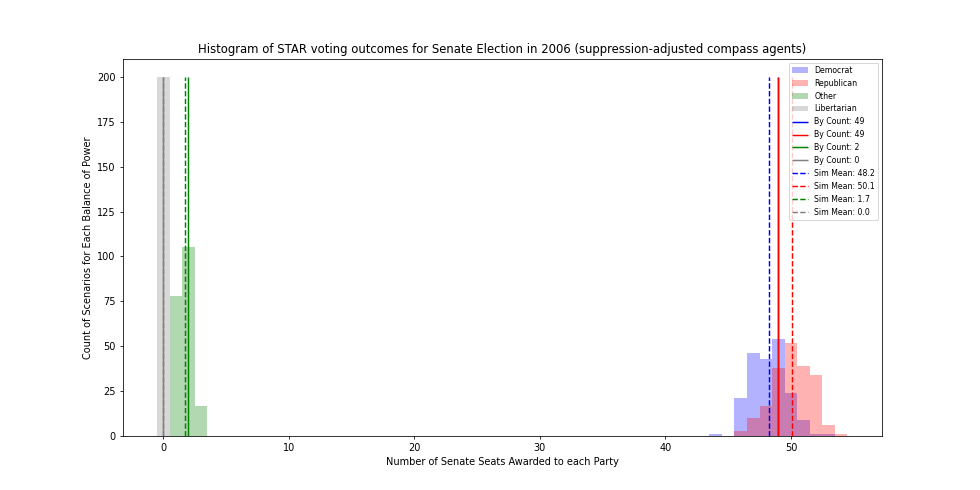 Histogram of STAR voting outcomes for Senate Election in 2006 (suppression-adjusted compass agents)
Democrat
Republican
Other
Libertarian
By Count: 49
By Count: 49
By Count: 2
By Count: 0
Sim Mean: 48.2
Sim Mean: 50.1
Sim Mean: 1.7
Sim Mean: 0.0
Count of Scenarios for Each Balance of Power
200
175
150
125
100
75
50
25
0
0 10 20 30 40 50
Number of Senate Seats Awarded to each Party